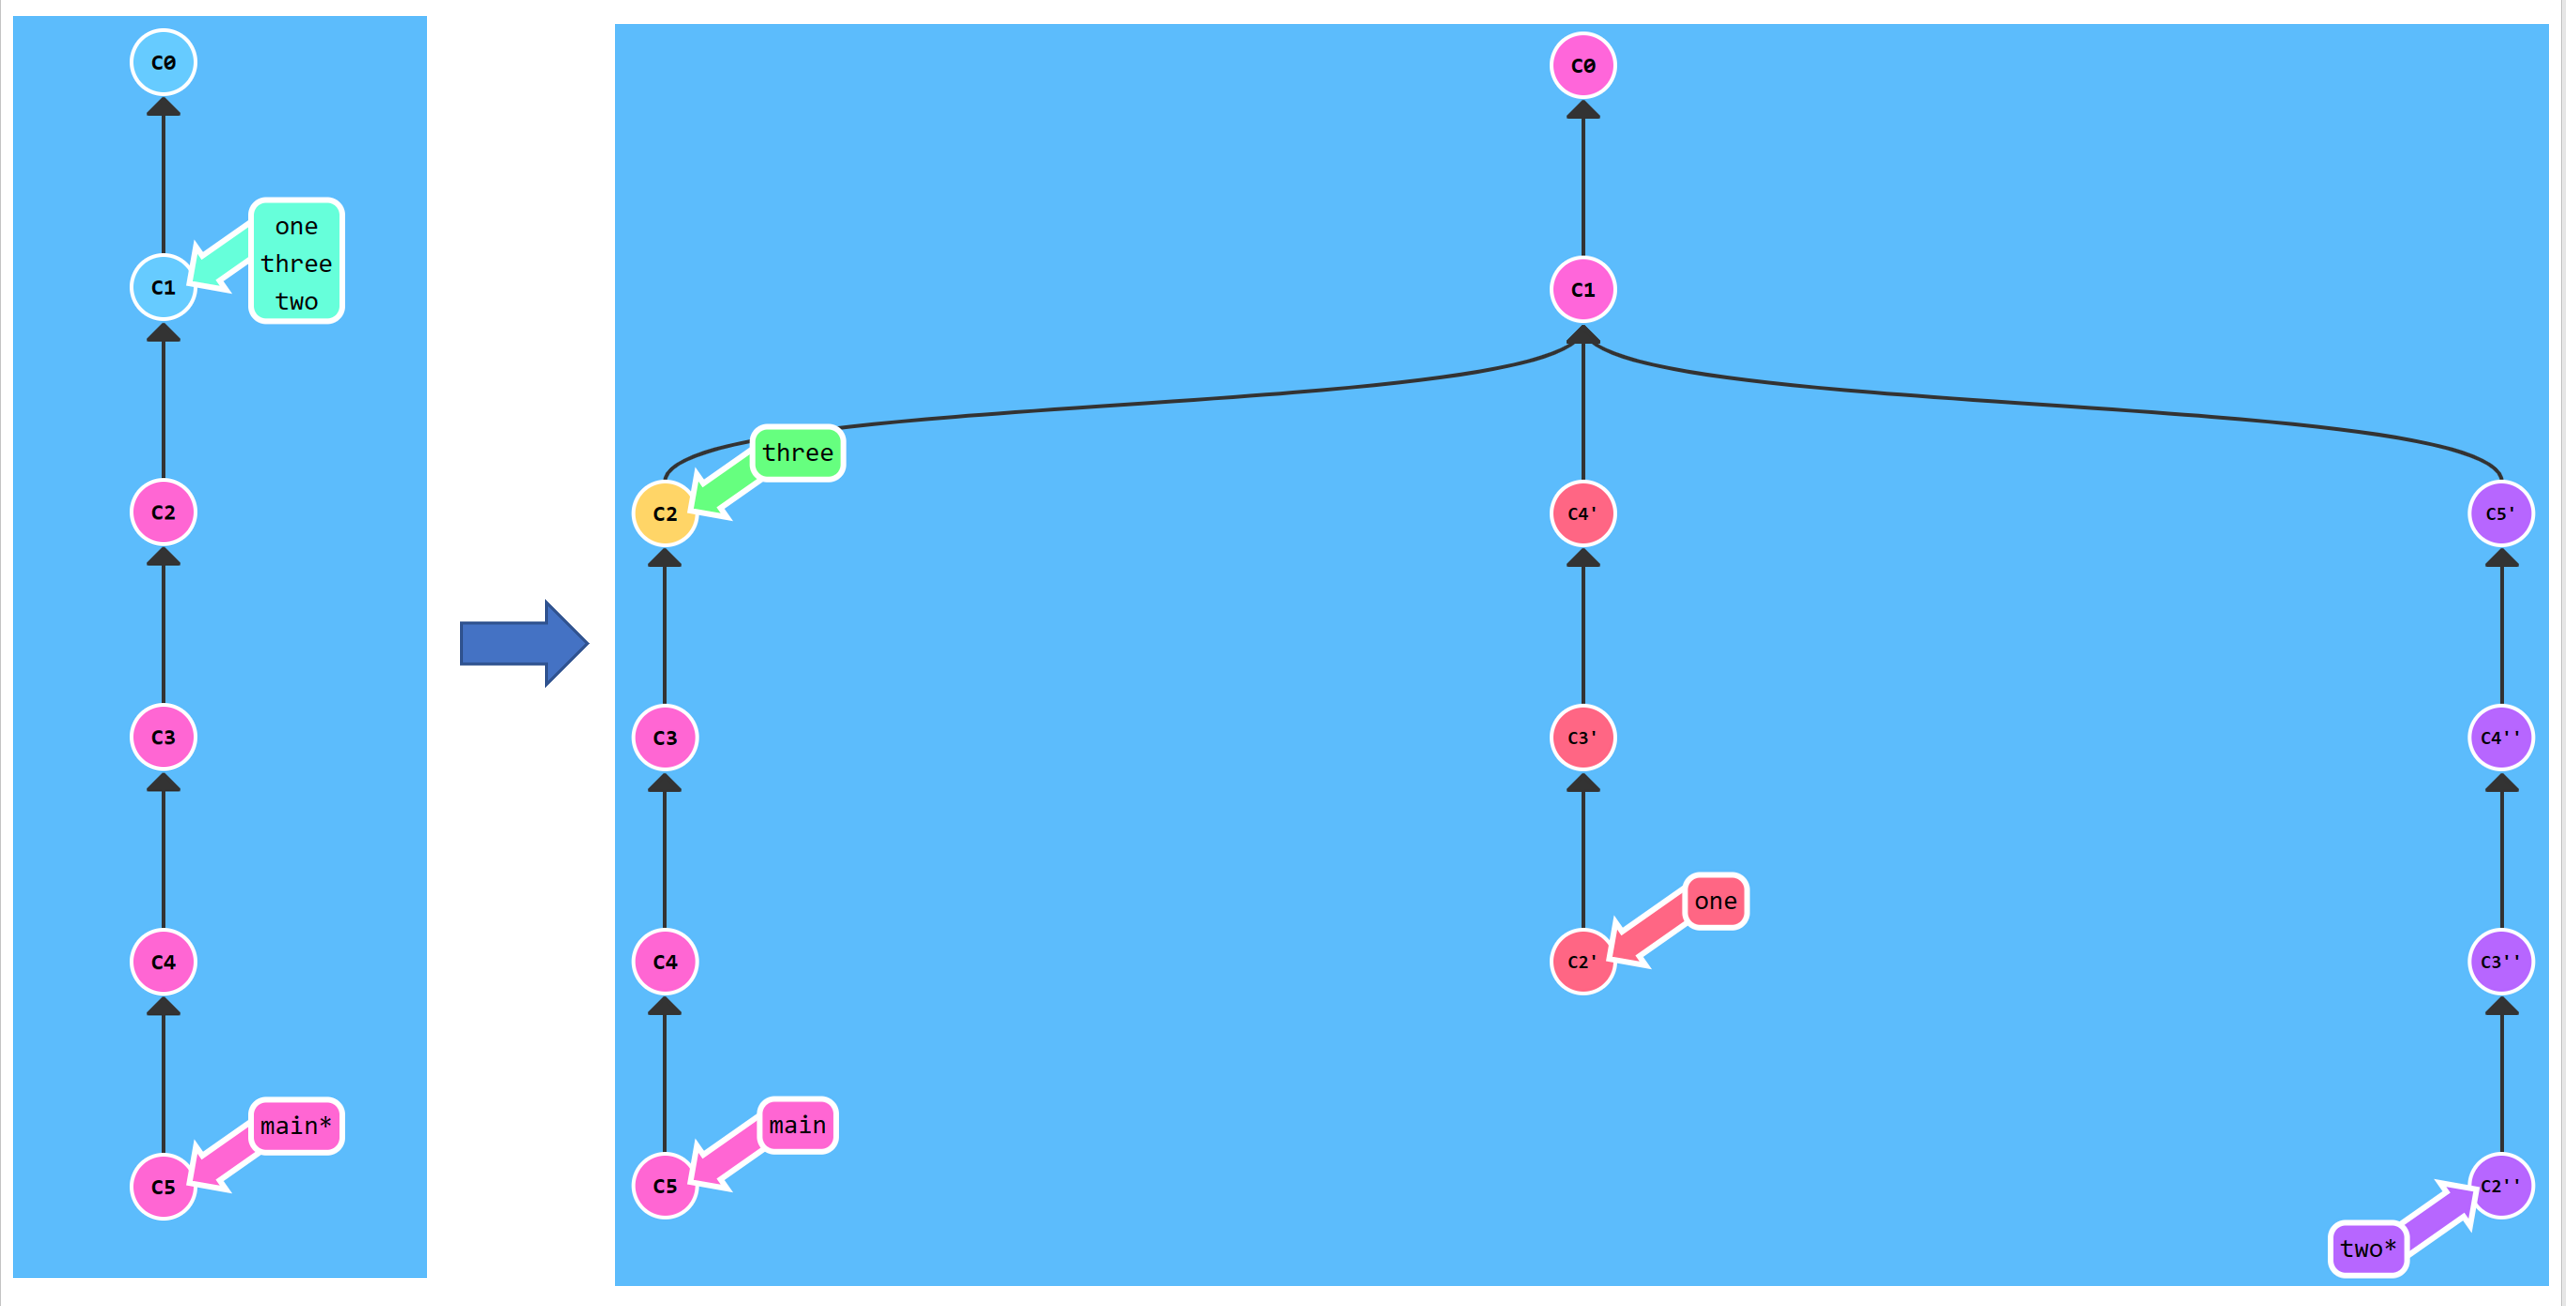 C0
one
three
two
C1
C2
C3
C4
main*
C5
C0
C1
three
C2
C4'
C5'
C3
C3'
C4''
one
C4
C2'
C3''
main
C5
C2''
two*